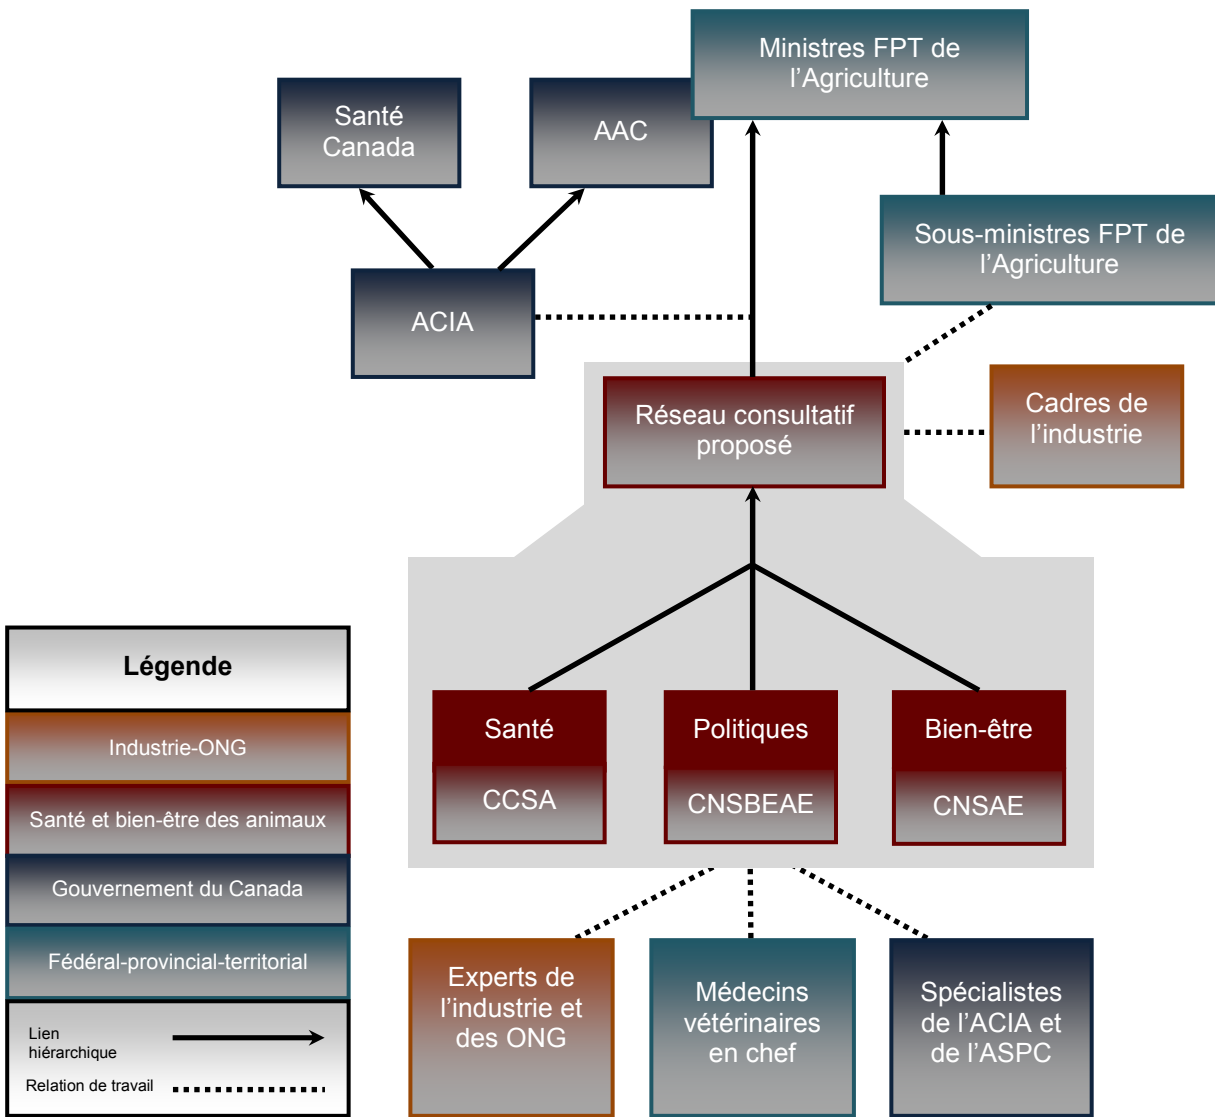 Ministres FPT de
l'Agriculture
Santé
Canada
AAC
Sous-ministres FPT de
l'Agriculture
ACIA
Réseau consultatif
proposé
Cadres de
l'industrie
Légende
Industrie-ONG
Santé et bien-être des animaux
Gouvernement du Canada
Fédéral-provincial-territorial
Lien
hiérarchique
Relation de travail
Santé
CCSA
Politiques
CNSBEAE
Bien-être
CNSAE
Experts de
l'industrie et
des ONG
Médecins
vétérinaires
en chef
Spécialistes
de l'ACIA et
de l'ASPC